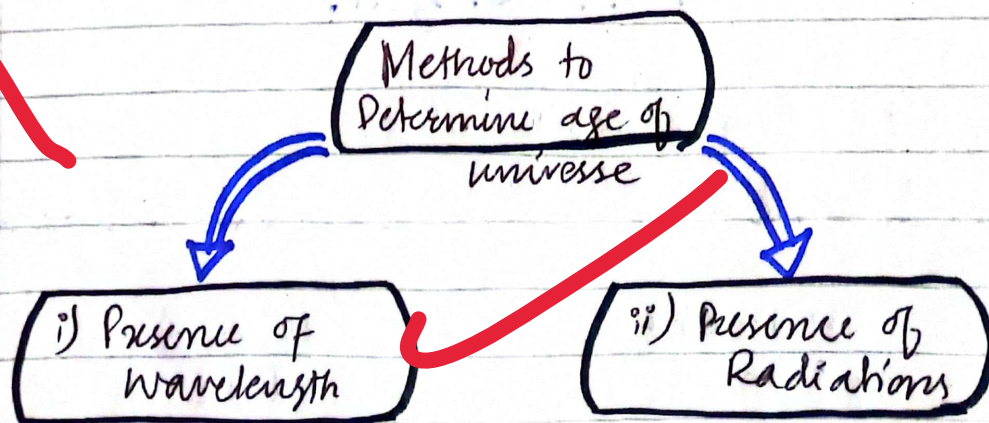 Methods to
Determine age of
universe
i) Presence of
wavelength
ii) Presence of
Radiations